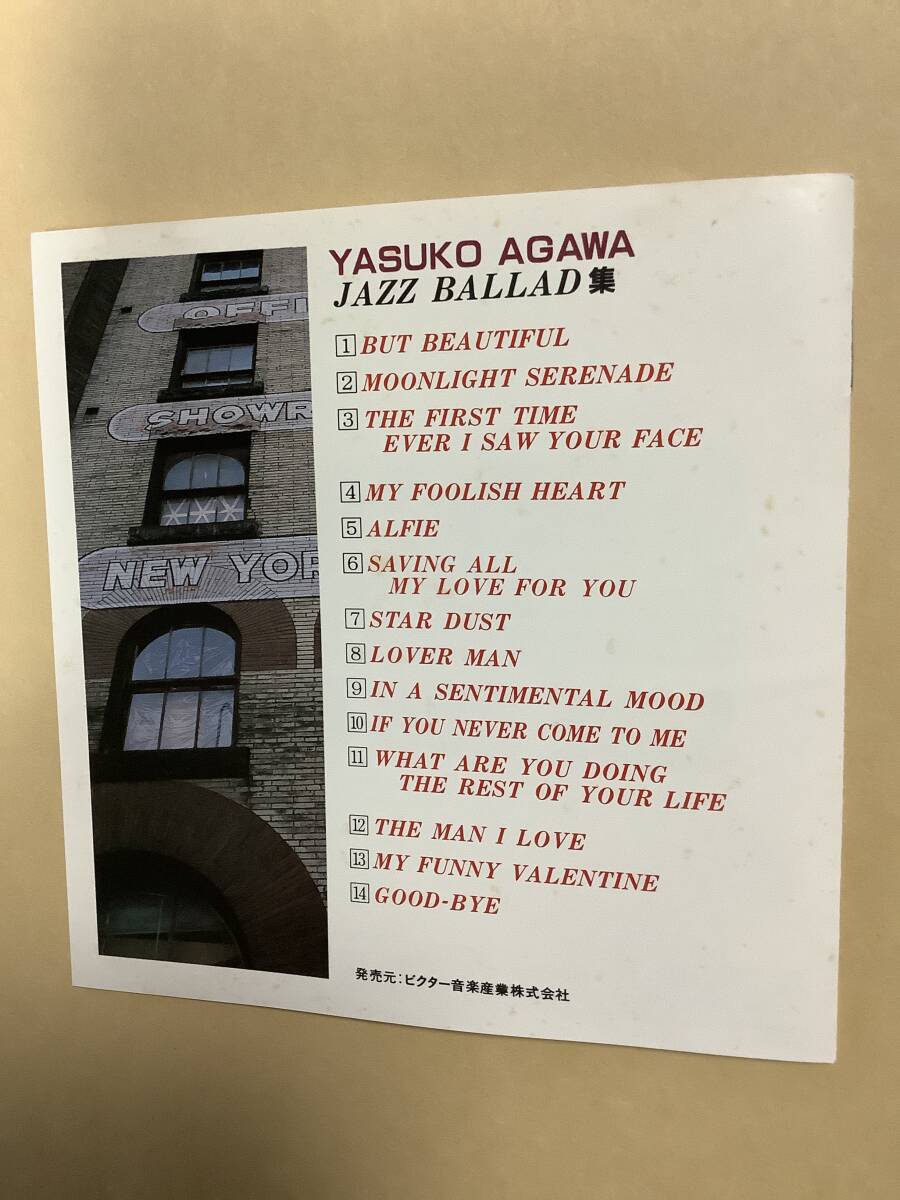 YASUKO AGAWA
JAZZ BALLAD集
1 BUT BEAUTIFUL
2 MOONLIGHT SERENADE
3 THE FIRST TIME
EVER I SAW YOUR FACE
4 MY FOOLISH HEART
5 ALFIE
6 SAVING ALL
MY LOVE FOR YOU
7 STAR DUST
8 LOVER MAN
9 IN A SENTIMENTAL MOOD
10 IF YOU NEVER COME TO ME
11 WHAT ARE YOU DOING
THE REST OF YOUR LIFE
12 THE MAN I LOVE
13 MY FUNNY VALENTINE
14 GOOD-BYE
発売元:ビクター音楽産業株式会社
OFFI
SHOWR
NEW YOR